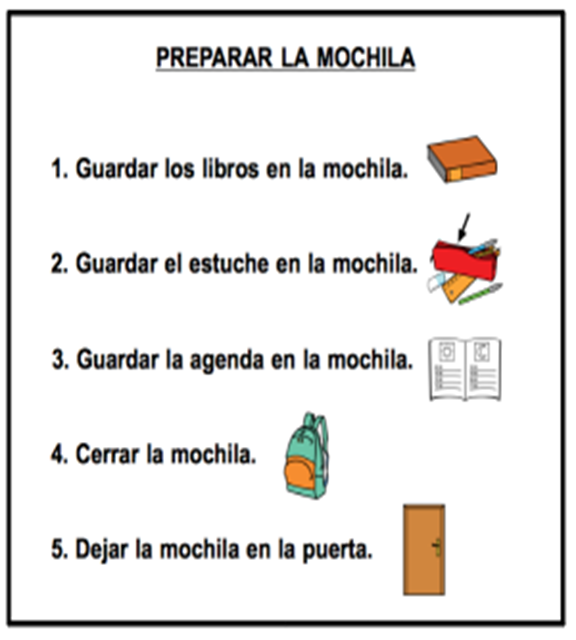 PREPARAR LA MOCHILA
1. Guardar los libros en la mochila.
2. Guardar el estuche en la mochila.
3. Guardar la agenda en la mochila.
4. Cerrar la mochila.
5. Dejar la mochila en la puerta.